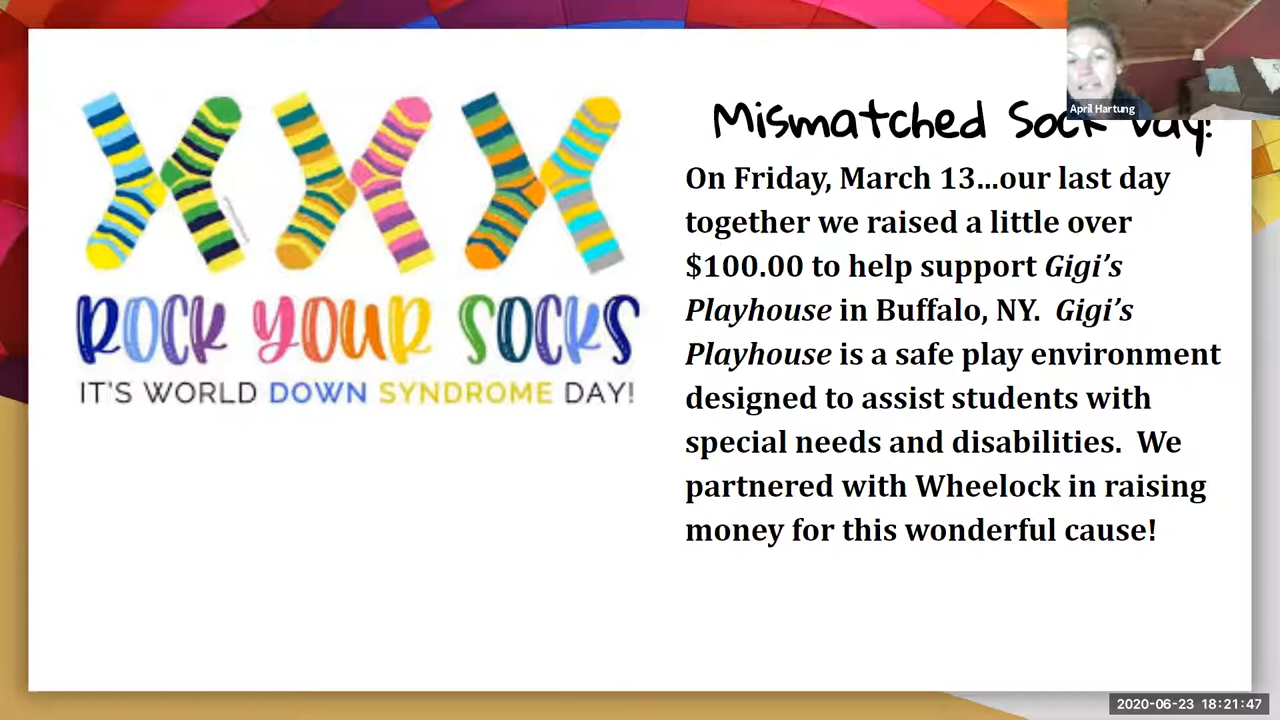 April Hartung
Mismatched Sock Day!
On Friday, March 13...our last day
together we raised a little over
$100.00 to help support Gigi’s
Playhouse in Buffalo, NY. Gigi’s
Playhouse is a safe play environment
designed to assist students with
special needs and disabilities. We
partnered with Wheelock in raising
money for this wonderful cause!
ROCK YOUR SOCKS
IT'S WORLD DOWN SYNDROME DAY!
2020-06-23 18:21:47